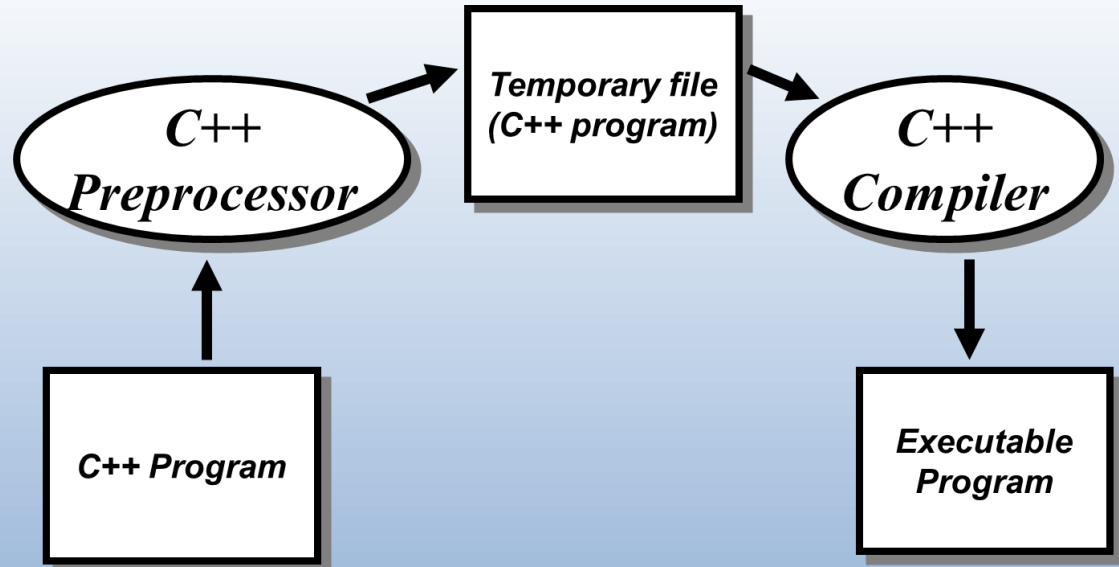 C++
Preprocessor
Temporary file
(C++ program)
C++
Compiler
C++ Program
Executable
Program